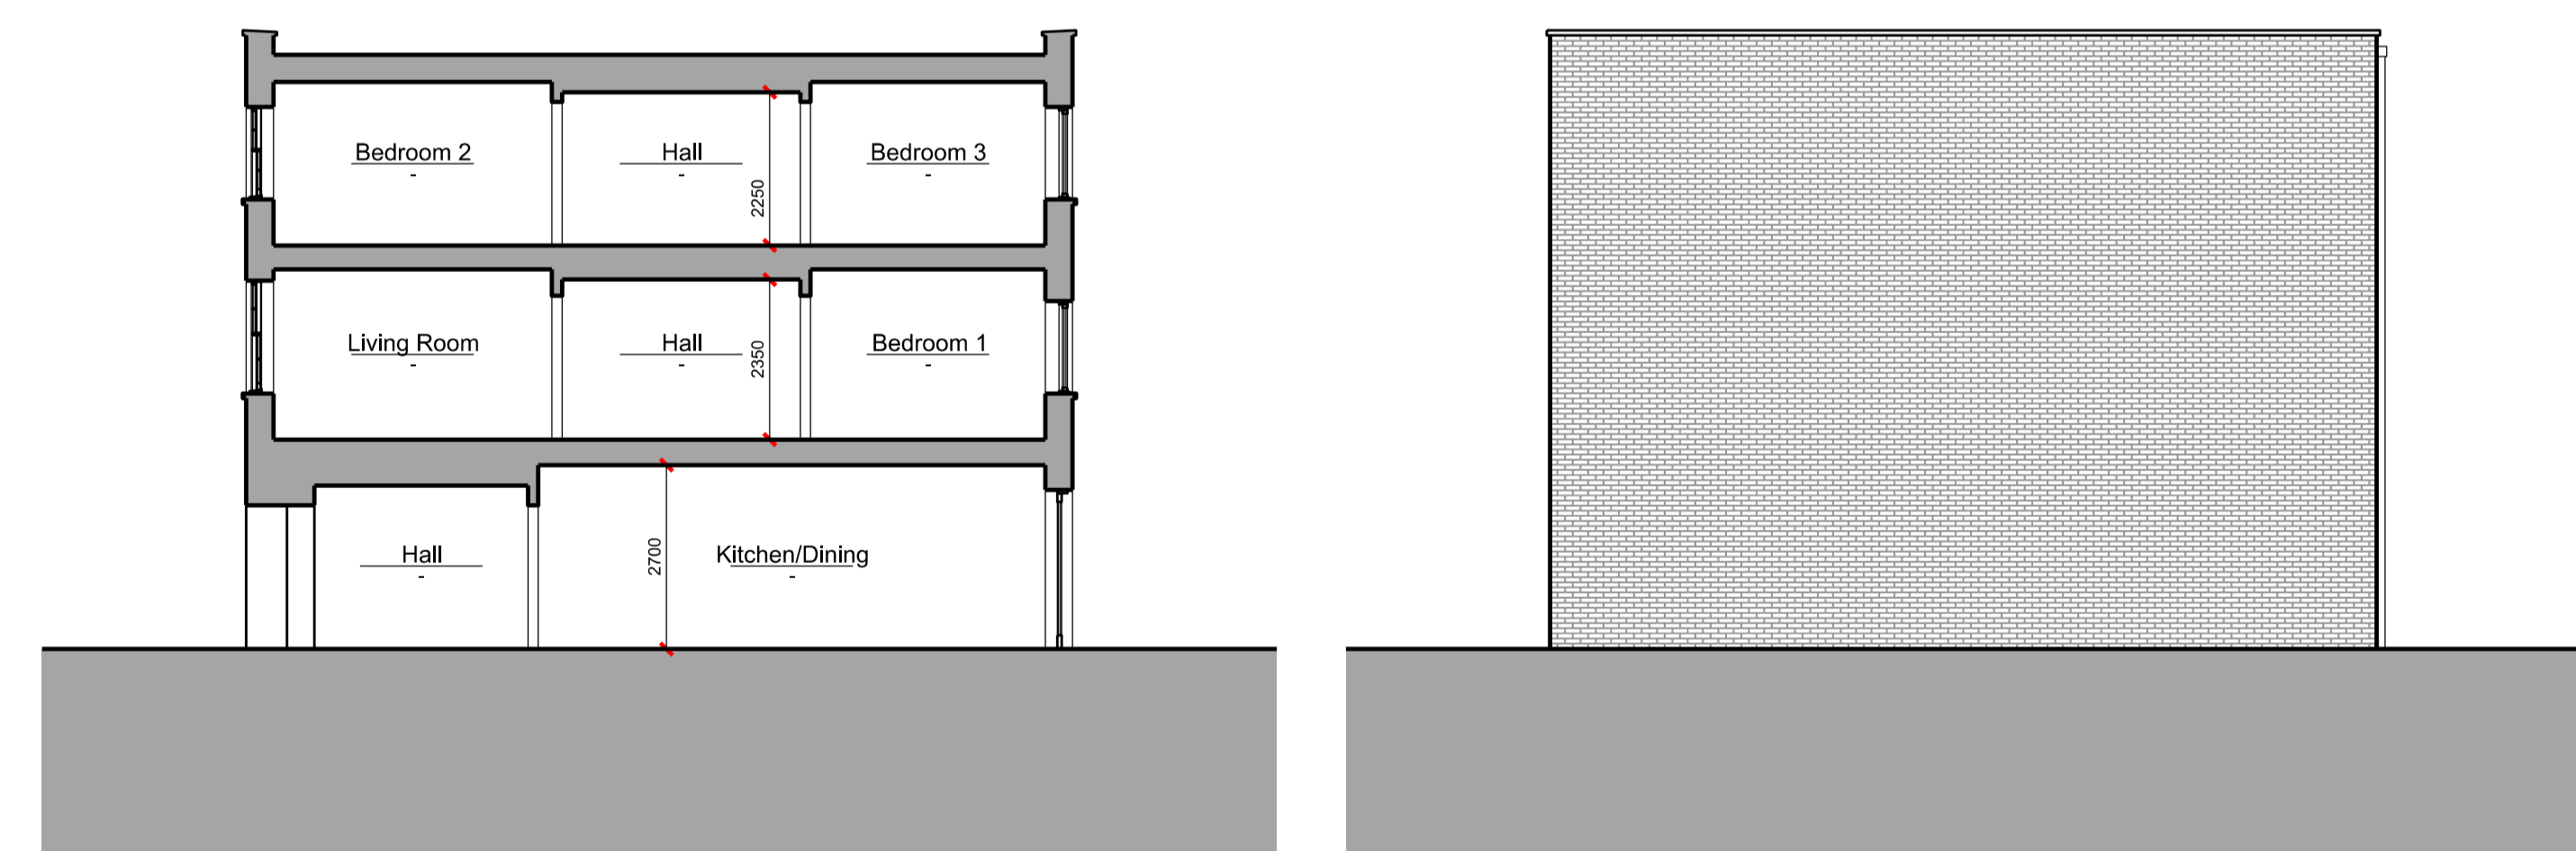 Bedroom 2
-
Hall
-
Bedroom 3
-
2250
Living Room
-
Hall
-
Bedroom 1
-
2350
Hall
-
Kitchen/Dining
-
2700